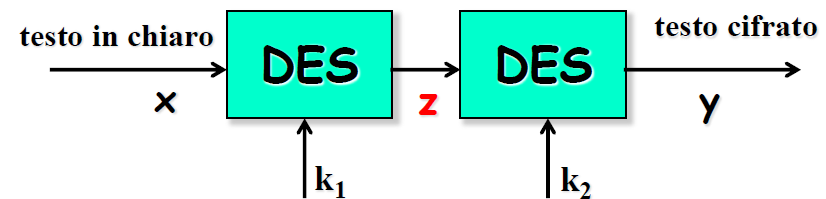 testo in chiaro
DES
DES
testo cifrato
x
z
y
k1
k2